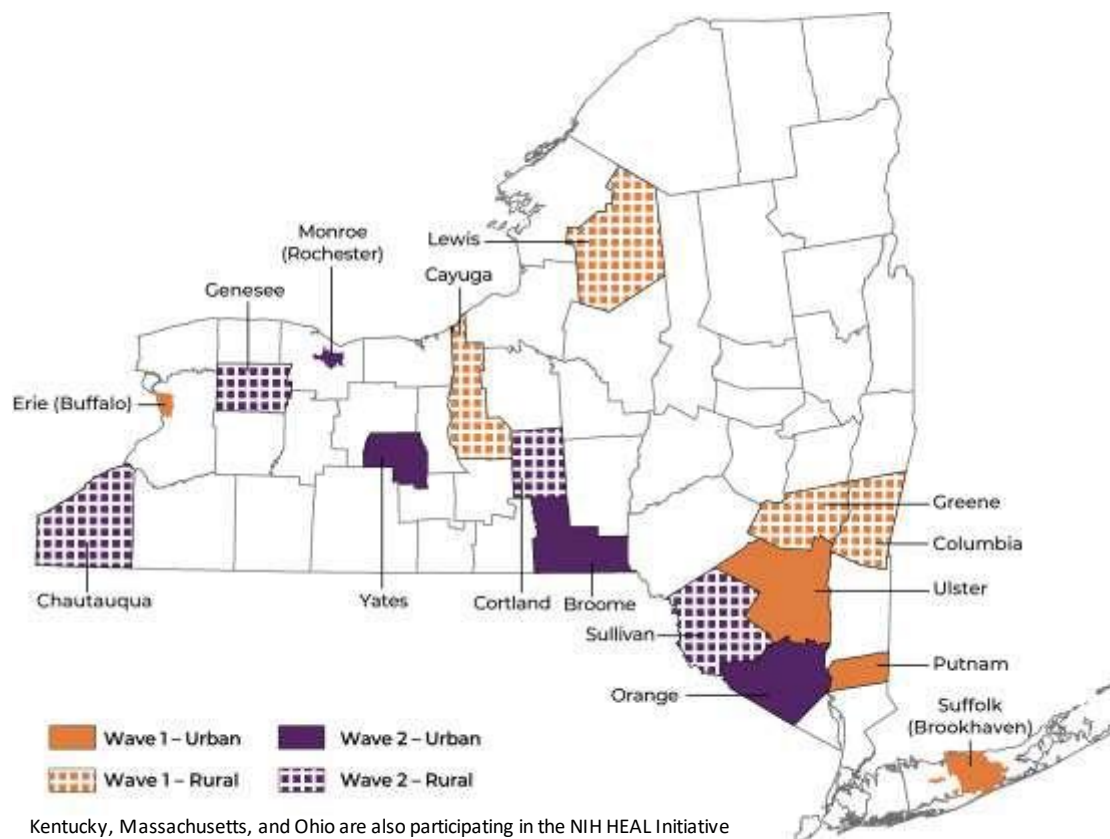 Monroe
(Rochester)
Lewis
Cayuga
Genesee
Erie (Buffalo)
Greene
Columbia
Chautauqua
Yates
Cortland
Broome
Ulster
Sullivan
Putnam
Orange
Suffolk
(Brookhaven)
Wave 1 – Urban
Wave 2 – Urban
Wave 1 – Rural
Wave 2 – Rural
Kentucky, Massachusetts, and Ohio are also participating in the NIH HEAL Initiative